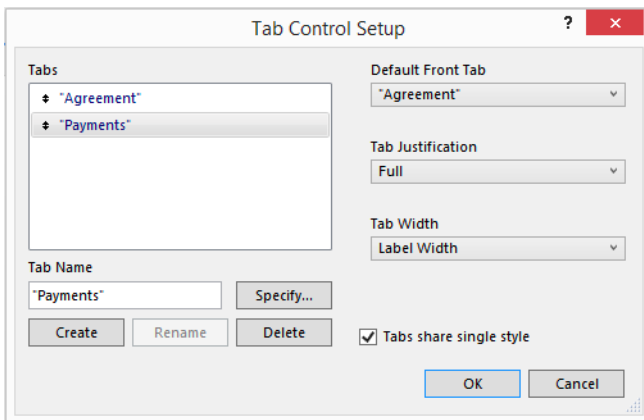 Tab Control Setup
?
Tabs
"Agreement"
"Payments"
Tab Name
"Payments"
Specify...
Create
Rename
Delete
Default Front Tab
"Agreement"
Tab Justification
Full
Tab Width
Label Width
Tabs share single style
OK
Cancel